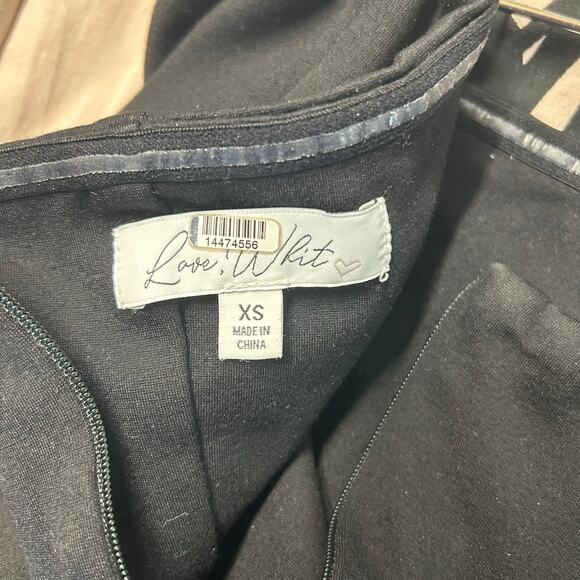 14474556
Love, Whit
XS
MADE IN
CHINA